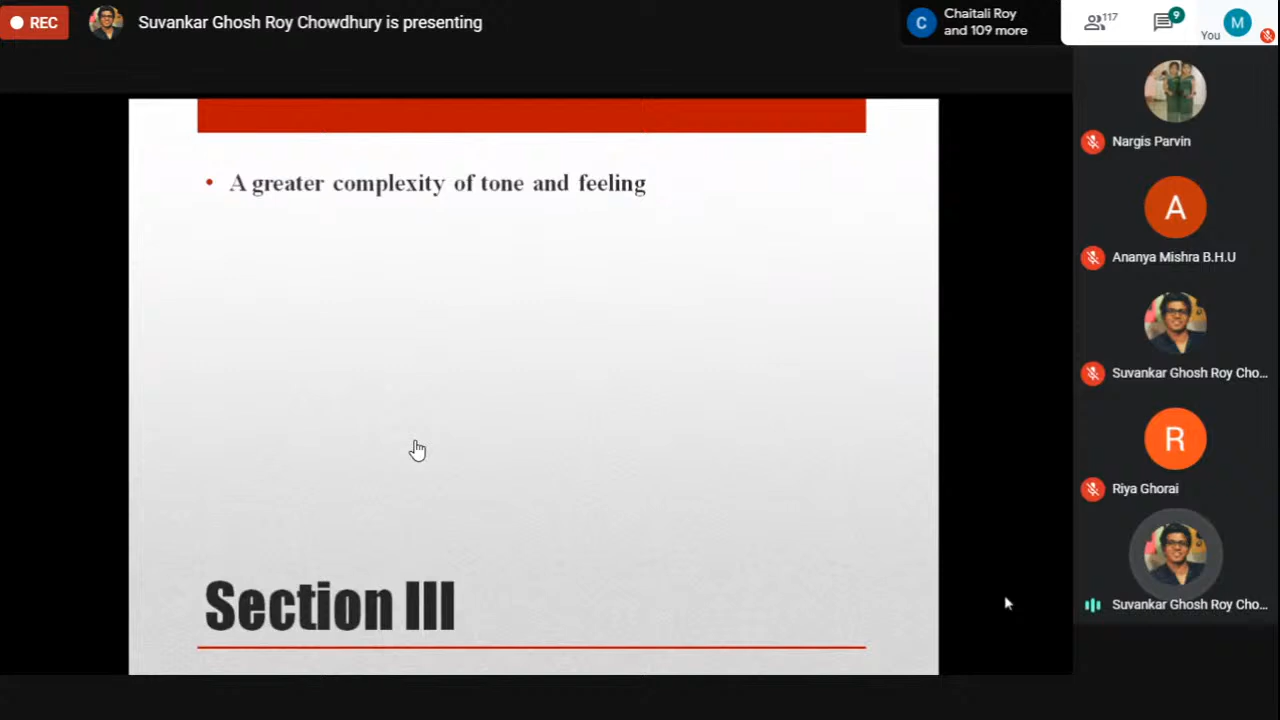 REC
Suvankar Ghosh Roy Chowdhury is presenting
C
Chaitali Roy
and 109 more
117
9
You
M
Nargis Parvin
A
Ananya Mishra B.H.U
Suvankar Ghosh Roy Cho...
R
Riya Ghorai
Suvankar Ghosh Roy Cho...
• A greater complexity of tone and feeling
Section III